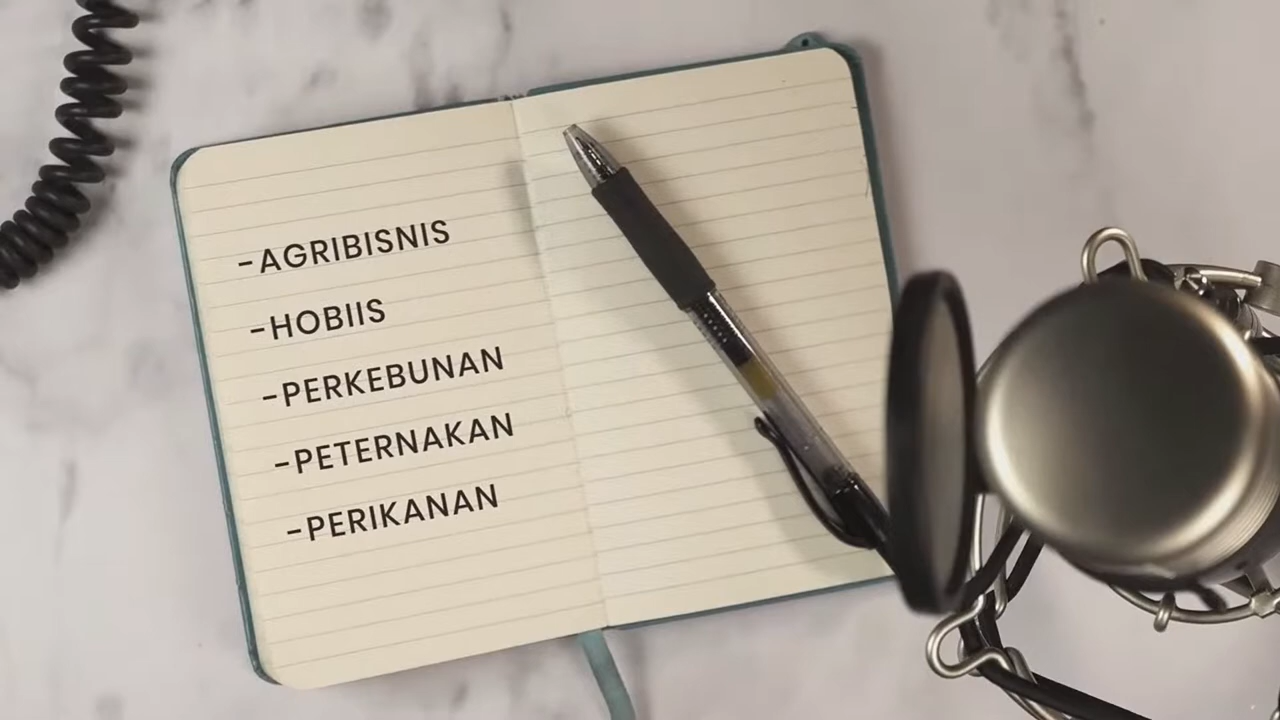 -AGRIBISNIS
-HOBIIS
-PERKEBUNAN
-PETERNAKAN
-PERIKANAN